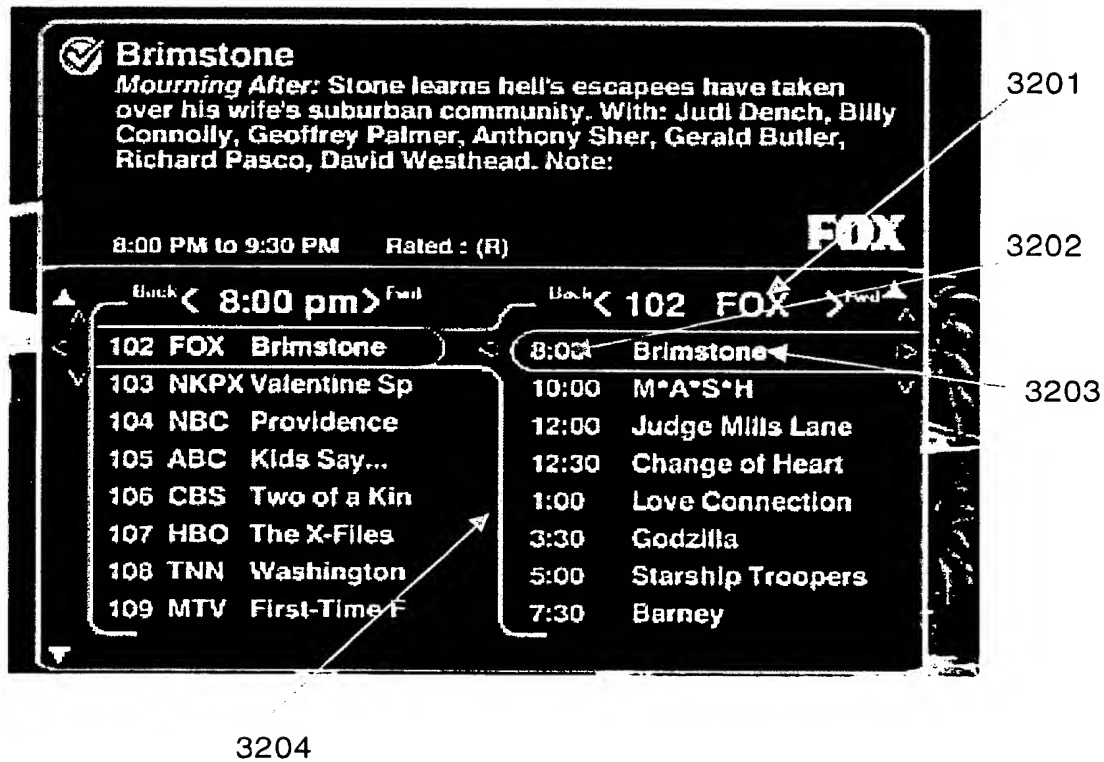 Brimstone
Mourning After: Stone learns hell's escapees have taken
over his wife's suburban community. With: Judi Dench, Billy
Connolly, Geoffrey Palmer, Anthony Sher, Gerald Butler,
Richard Pasco, David Westhead. Note:
FOX
8:00 PM to 9:30 PM Rated : (R)
Back < 8:00 pm > Fwd
102 FOX Brimstone
103 NKPX Valentine Sp
104 NBC Providence
105 ABC Kids Say...
106 CBS Two of a Kin
107 HBO The X-Files
108 TNN Washington
109 MTV First-Time F
Back < 102 FOX > Fwd
8:00 Brimstone
10:00 M*A*S*H
12:00 Judge Mills Lane
12:30 Change of Heart
1:00 Love Connection
3:30 Godzilla
5:00 Starship Troopers
7:30 Barney
3201
3202
3203
3204